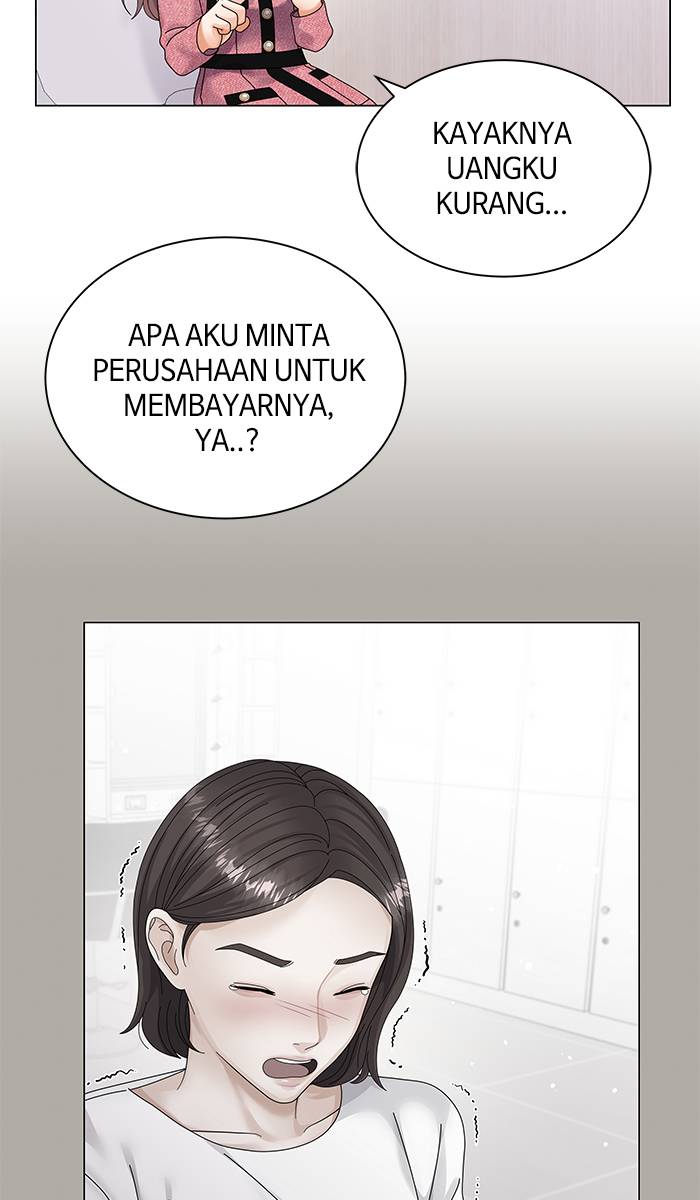 KAYAKNYA
UANGKU
KURANG...
APA AKU MINTA
PERUSAHAAN UNTUK
MEMBAYARNYA,
YA..?